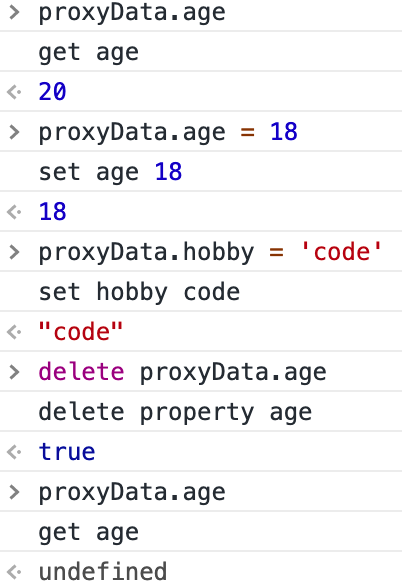 > proxyData.age
get age
<· 20
> proxyData.age = 18
set age 18
<· 18
> proxyData.hobby = 'code'
set hobby code
<· "code"
> delete proxyData.age
delete property age
<· true
> proxyData.age
get age
<· undefined